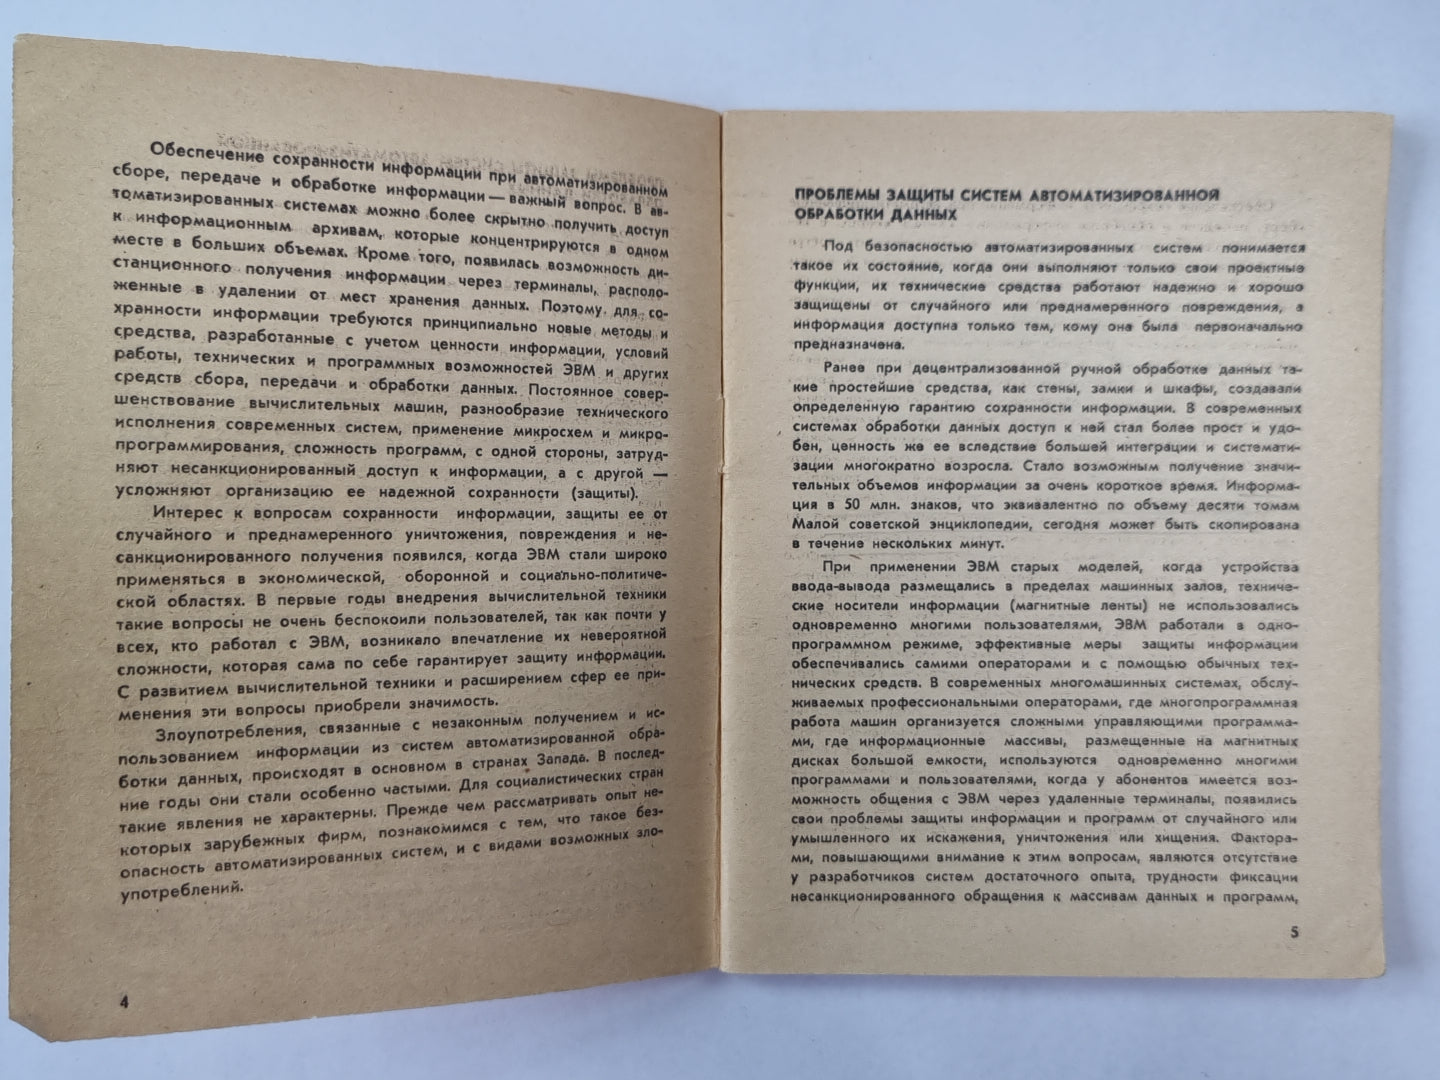 Обеспечение сохранности информации при автоматизированном
сборе, передаче и обработке информации — важный вопрос. В ав-
томатизированных системах можно более скрытно получить доступ
к информационным архивам, которые концентрируются в одном
месте в больших объемах. Кроме того, появилась возможность ди-
станционного получения информации через терминалы, располо-
женные в удалении от мест хранения данных. Поэтому для со-
хранности информации требуются принципиально новые методы и
средства, разработанные с учетом ценности информации, условий
работы, технических и программных возможностей ЭВМ и других
средств сбора, передачи и обработки данных. Постоянное совер-
шенствование вычислительных машин, разнообразие технического
исполнения современных систем, применение микросхем и микро-
программирования, сложность программ, с одной стороны, затруд-
няют несанкционированный доступ к информации, а с другой —
усложняют организацию ее надежной сохранности (защиты).
Интерес к вопросам сохранности информации, защиты ее от
случайного и преднамеренного уничтожения, повреждения и не-
санкционированного получения появился, когда ЭВМ стали широко
применяться в экономической, оборонной и социально-политиче-
ской областях. В первые годы внедрения вычислительной техники
такие вопросы не очень беспокоили пользователей, так как почти у
всех, кто работал с ЭВМ, возникало впечатление их невероятной
сложности, которая сама по себе гарантирует защиту информации.
С развитием вычислительной техники и расширением сфер ее при-
менения эти вопросы приобрели значимость.
Злоупотребления, связанные с незаконным получением и ис-
пользованием информации из систем автоматизированной обра-
ботки данных, происходят в основном в странах Запада. В послед-
ние годы они стали особенно частыми. Для социалистических стран
такие явления не характерны. Прежде чем рассматривать опыт не-
которых зарубежных фирм, познакомимся с тем, что такое без-
опасность автоматизированных систем, и с видами возможных зло-
употреблений.
4
ПРОБЛЕМЫ ЗАЩИТЫ СИСТЕМ АВТОМАТИЗИРОВАННОЙ
ОБРАБОТКИ ДАННЫХ
Под безопасностью автоматизированных систем понимается
такое их состояние, когда они выполняют только свои проектные
функции, их технические средства работают надежно и хорошо
защищены от случайного или преднамеренного повреждения, а
информация доступна только тем, кому она была первоначально
предназначена.
Ранее при децентрализованной ручной обработке данных та-
кие простейшие средства, как стены, замки и шкафы, создавали
определенную гарантию сохранности информации. В современных
системах обработки данных доступ к ней стал более прост и удо-
бен, ценность же ее вследствие большей интеграции и системати-
зации многократно возросла. Стало возможным получение значи-
тельных объемов информации за очень короткое время. Информа-
ция в 50 млн. знаков, что эквивалентно по объему десяти томам
Малой советской энциклопедии, сегодня может быть скопирована
в течение нескольких минут.
При применении ЭВМ старых моделей, когда устройства
ввода-вывода размещались в пределах машинных залов, техниче-
ские носители информации (магнитные ленты) не использовались
одновременно многими пользователями, ЭВМ работали в одно-
программном режиме, эффективные меры защиты информации
обеспечивались самими операторами и с помощью обычных тех-
нических средств. В современных многомашинных системах, обслу-
живаемых профессиональными операторами, где многопрограммная
работа машин организуется сложными управляющими программа-
ми, где информационные массивы, размещенные на магнитных
дисках большой емкости, используются одновременно многими
программами и пользователями, когда у абонентов имеется воз-
можность общения с ЭВМ через удаленные терминалы, появились
свои проблемы защиты информации и программ от случайного или
умышленного их искажения, уничтожения или хищения. Фактора-
ми, повышающими внимание к этим вопросам, являются отсутствие
у разработчиков систем достаточного опыта, трудности фиксации
несанкционированного обращения к массивам данных и программ,
5